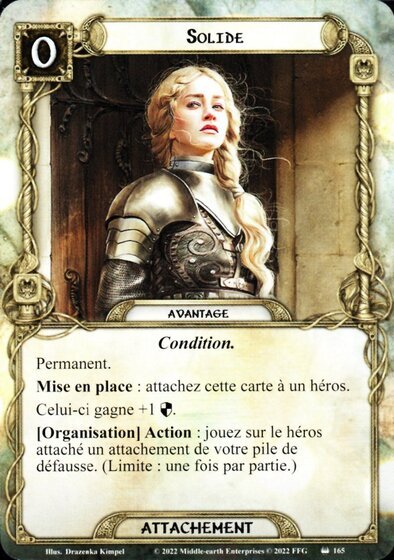 0
Solide
Avantage
Condition.
Permanent.
Mise en place : attachez cette carte à un héros.
Celui-ci gagne +1 .
[Organisation] Action : jouez sur le héros
attaché un attachement de votre pile de
défausse. (Limite : une fois par partie.)
Attachement
Illus. Drazenka Kimpel © 2022 Middle-earth Enterprises © 2022 FFG 165